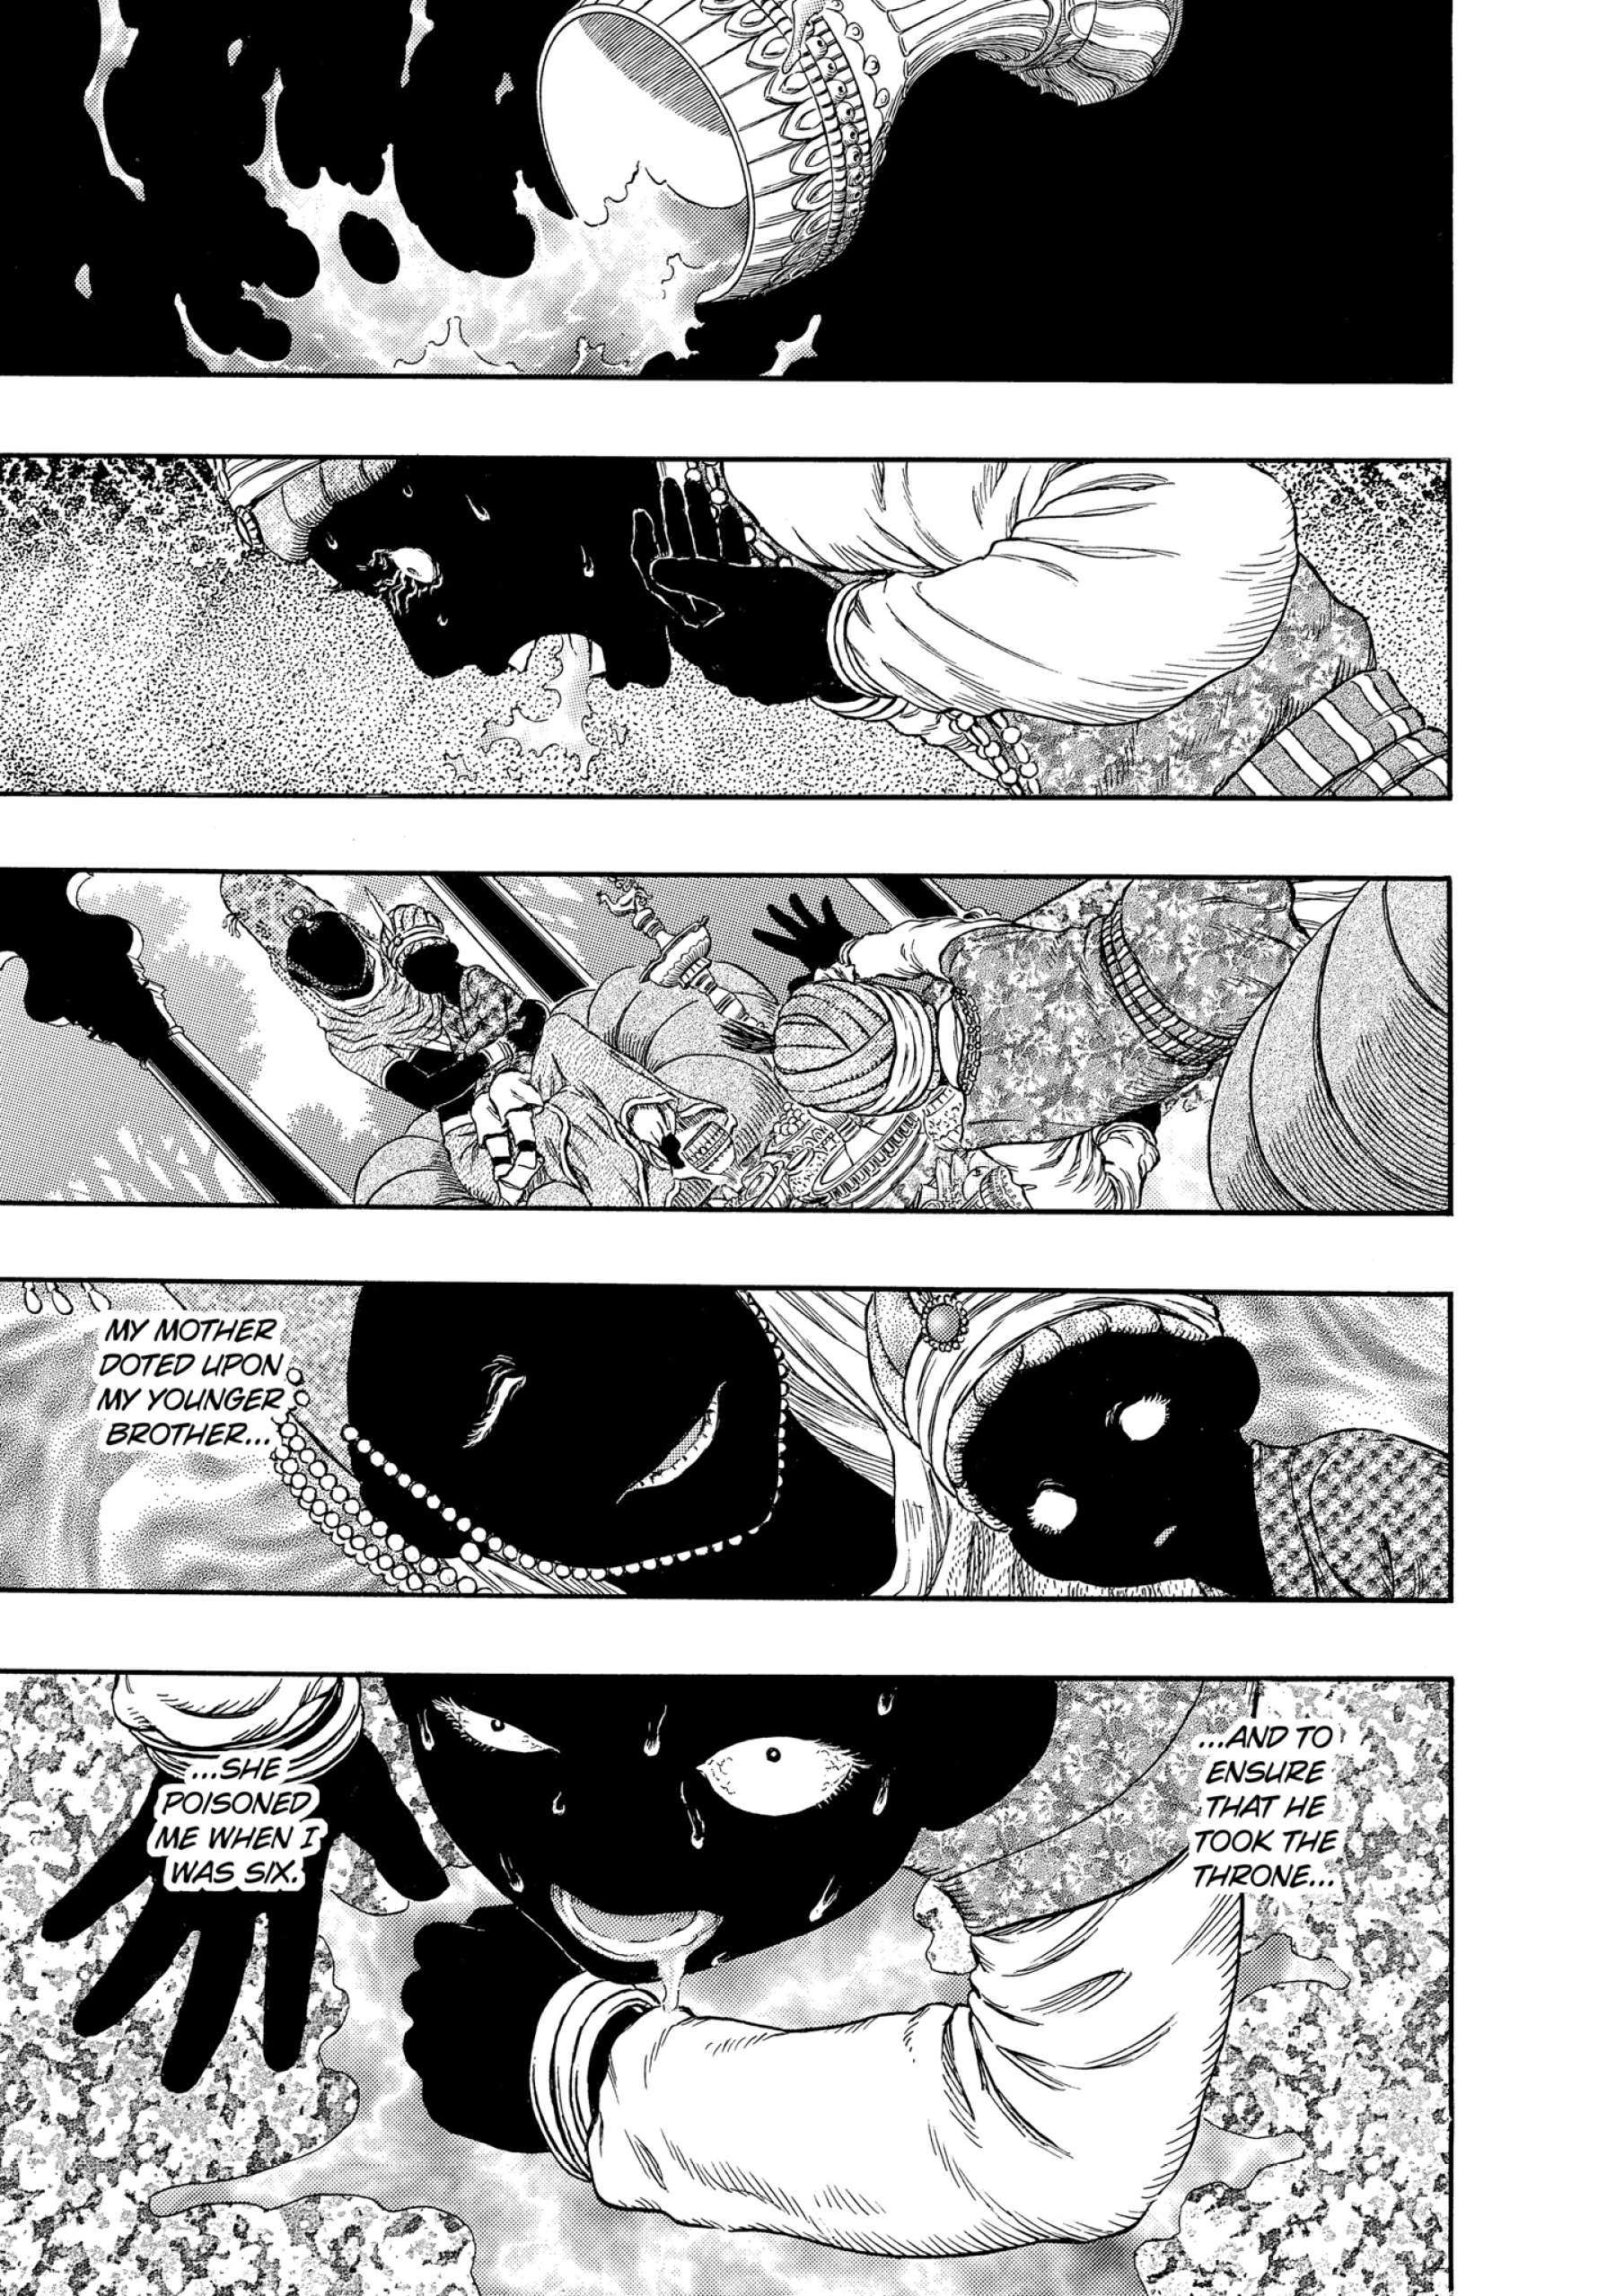 MY MOTHER
DOTED UPON
MY YOUNGER
BROTHER...
...AND TO
ENSURE
THAT HE
TOOK THE
THRONE...
...SHE
POISONED
ME WHEN I
WAS SIX.